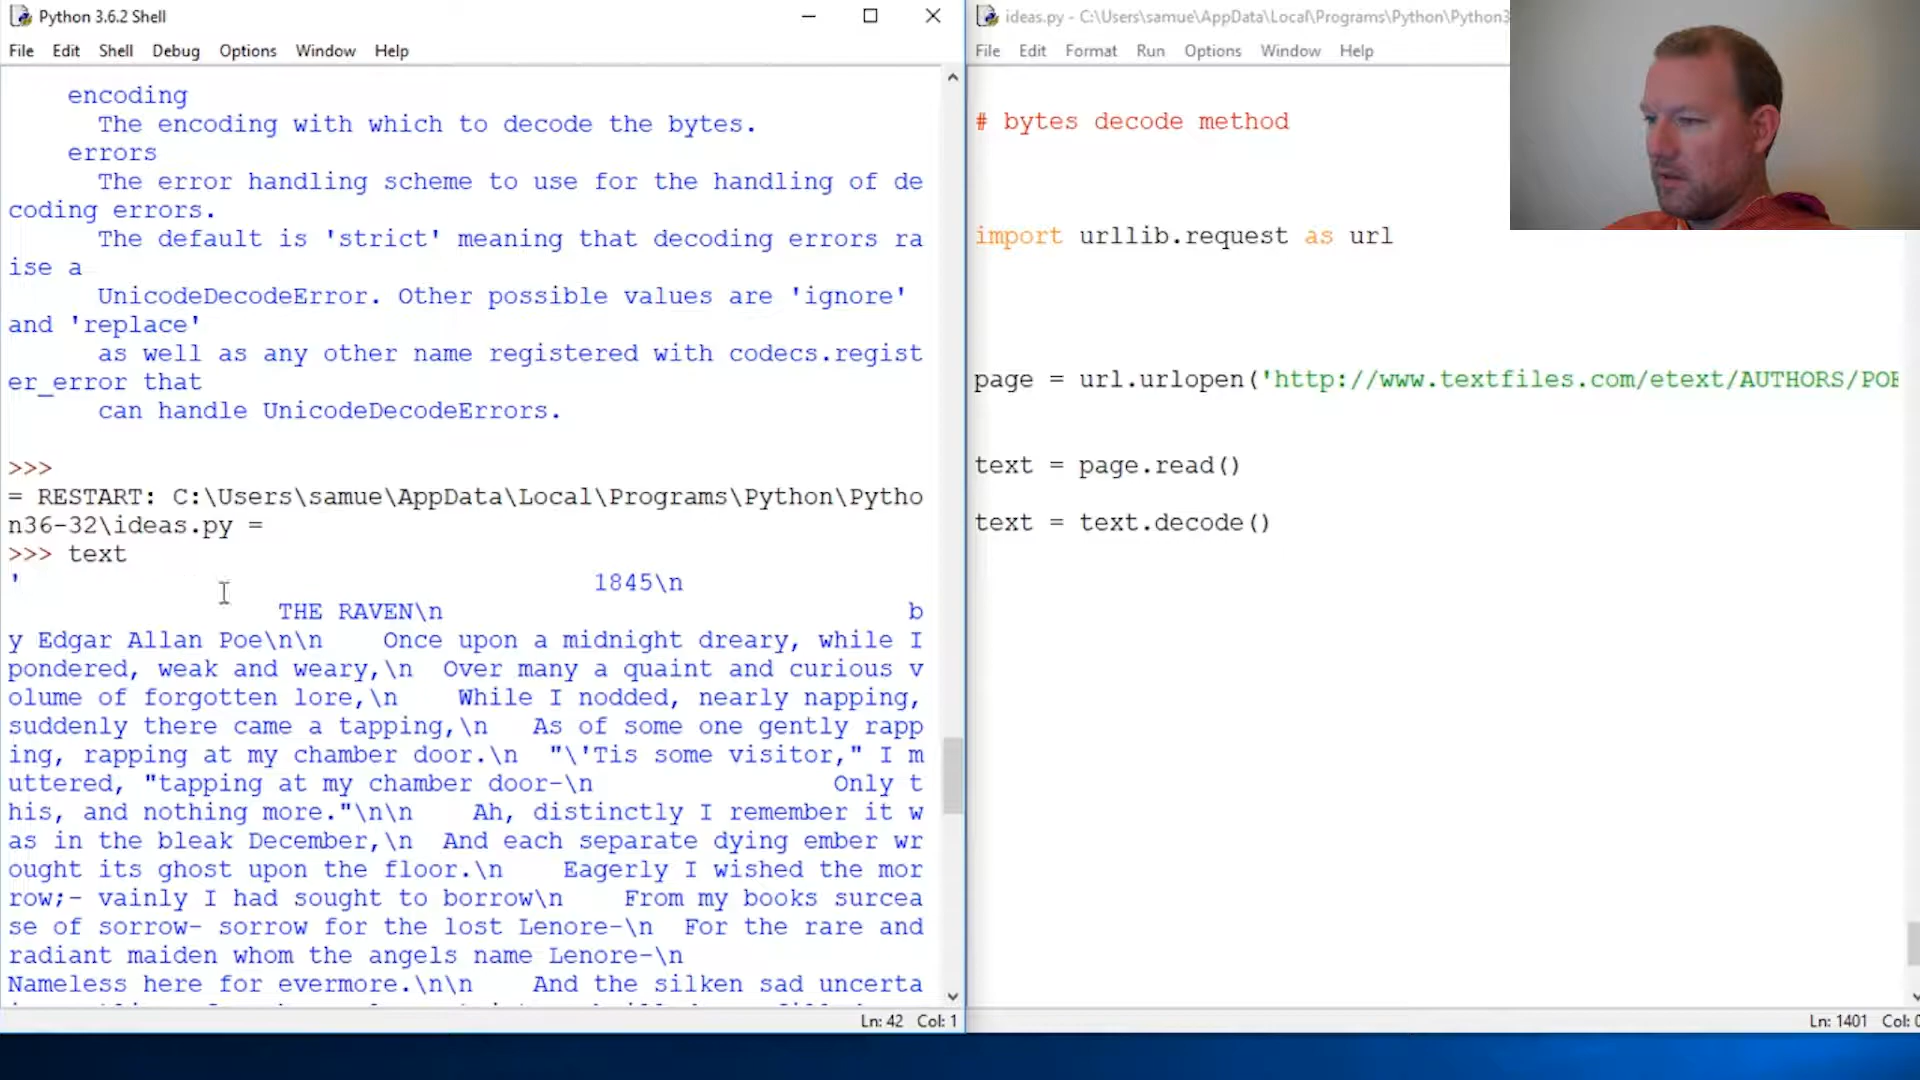 Python 3.6.2 Shell
File Edit Shell Debug Options Window Help
encoding
The encoding with which to decode the bytes.
errors
The error handling scheme to use for the handling of de
coding errors.
The default is 'strict' meaning that decoding errors ra
ise a
UnicodeDecodeError. Other possible values are 'ignore'
and 'replace'
as well as any other name registered with codecs.regist
er_error that
can handle UnicodeDecodeErrors.
>>>
= RESTART: C:\Users\samue\AppData\Local\Programs\Python\Pytho
n36-32\ideas.py =
>>> text
' 1845\n
THE RAVEN\n b
y Edgar Allan Poe\n\n Once upon a midnight dreary, while I
pondered, weak and weary,\n Over many a quaint and curious v
olume of forgotten lore,\n While I nodded, nearly napping,
suddenly there came a tapping,\n As of some one gently rapp
ing, rapping at my chamber door.\n "\'Tis some visitor," I m
uttered, "tapping at my chamber door-\n Only t
his, and nothing more."\n\n Ah, distinctly I remember it w
as in the bleak December,\n And each separate dying ember wr
ought its ghost upon the floor.\n Eagerly I wished the mor
row;- vainly I had sought to borrow\n From my books surcea
se of sorrow- sorrow for the lost Lenore-\n For the rare and
radiant maiden whom the angels name Lenore-\n
Nameless here for evermore.\n\n And the silken sad uncerta
Ln: 42 Col: 1
ideas.py - C:\Users\samue\AppData\Local\Programs\Python\Python3
File Edit Format Run Options Window Help
# bytes decode method
import urllib.request as url
page = url.urlopen('http://www.textfiles.com/etext/AUTHORS/POE
text = page.read()
text = text.decode()
Ln: 1401 Col: 0